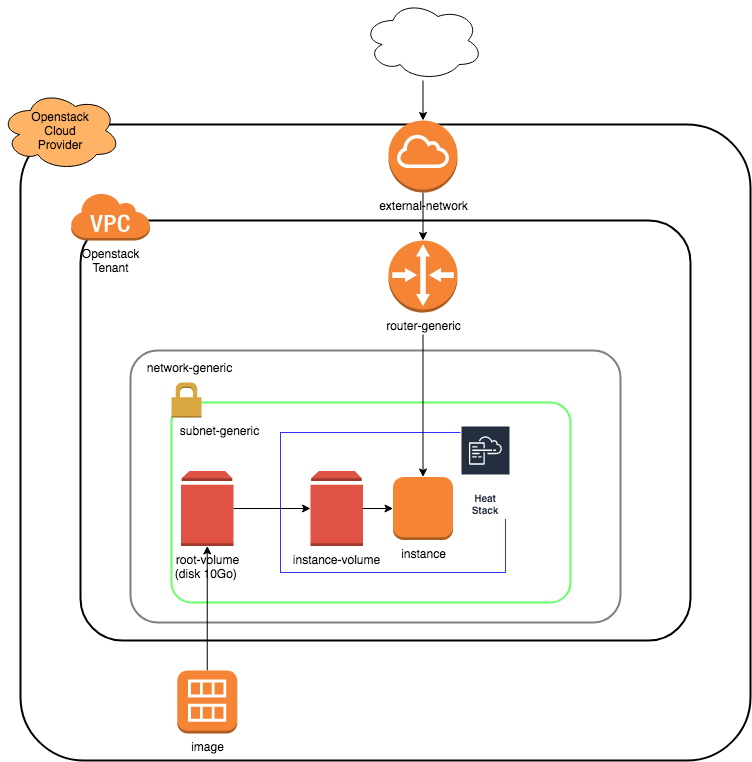 Openstack
Cloud
Provider
external-network
VPC
Openstack
Tenant
router-generic
network-generic
subnet-generic
Heat
Stack
root-volume
(disk 10Go)
instance-volume
instance
image